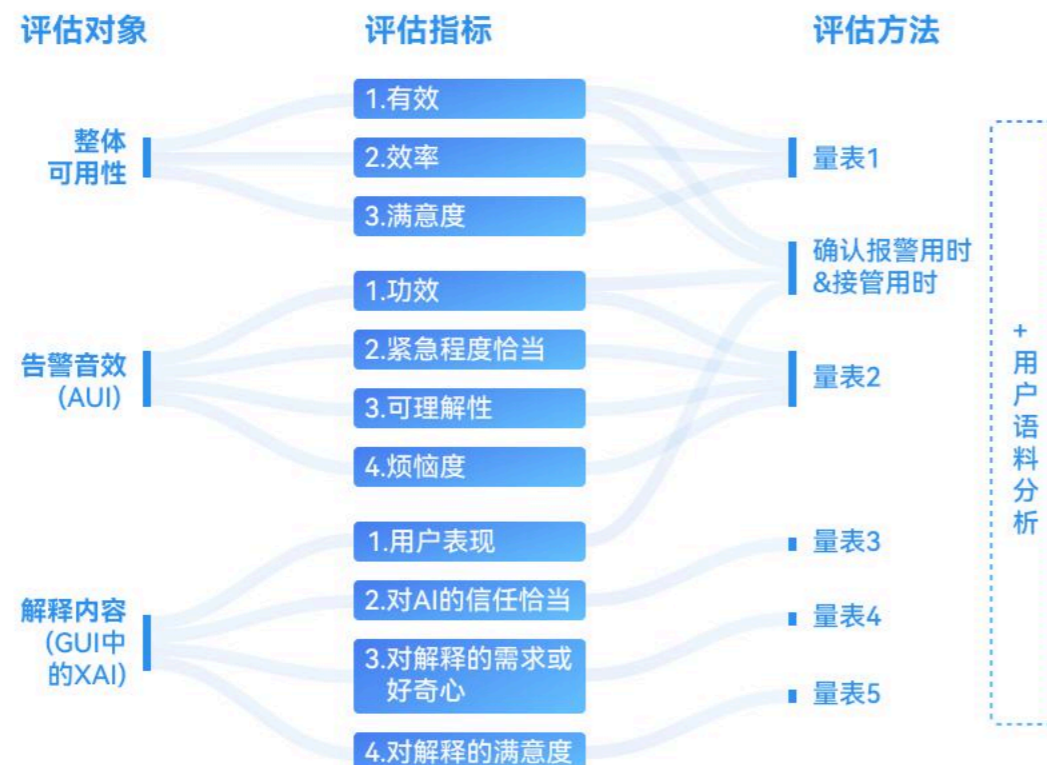 评估对象
评估指标
评估方法
整体
可用性
1.有效
2.效率
3.满意度
告警音效
(AUI)
1.功效
2.紧急程度恰当
3.可理解性
4.烦恼度
解释内容
(GUI中
的XAI)
1.用户表现
2.对AI的信任恰当
3.对解释的需求或
好奇心
4.对解释的满意度
量表1
确认报警用时
&接管用时
量表2
量表3
量表4
量表5
+用户语料分析